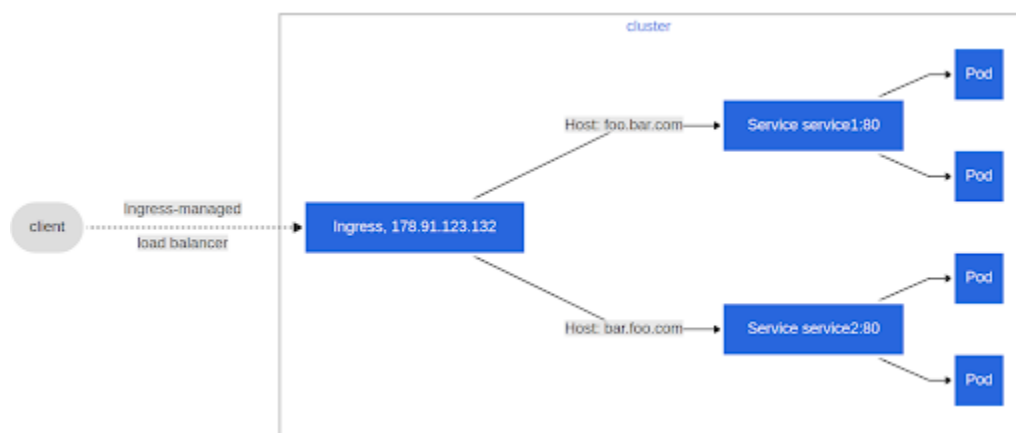 cluster
Pod
Host: foo.bar.com
Service service1:80
Pod
Ingress-managed
client
Ingress, 178.91.123.132
load balancer
Pod
Host: bar.foo.com
Service service2:80
Pod